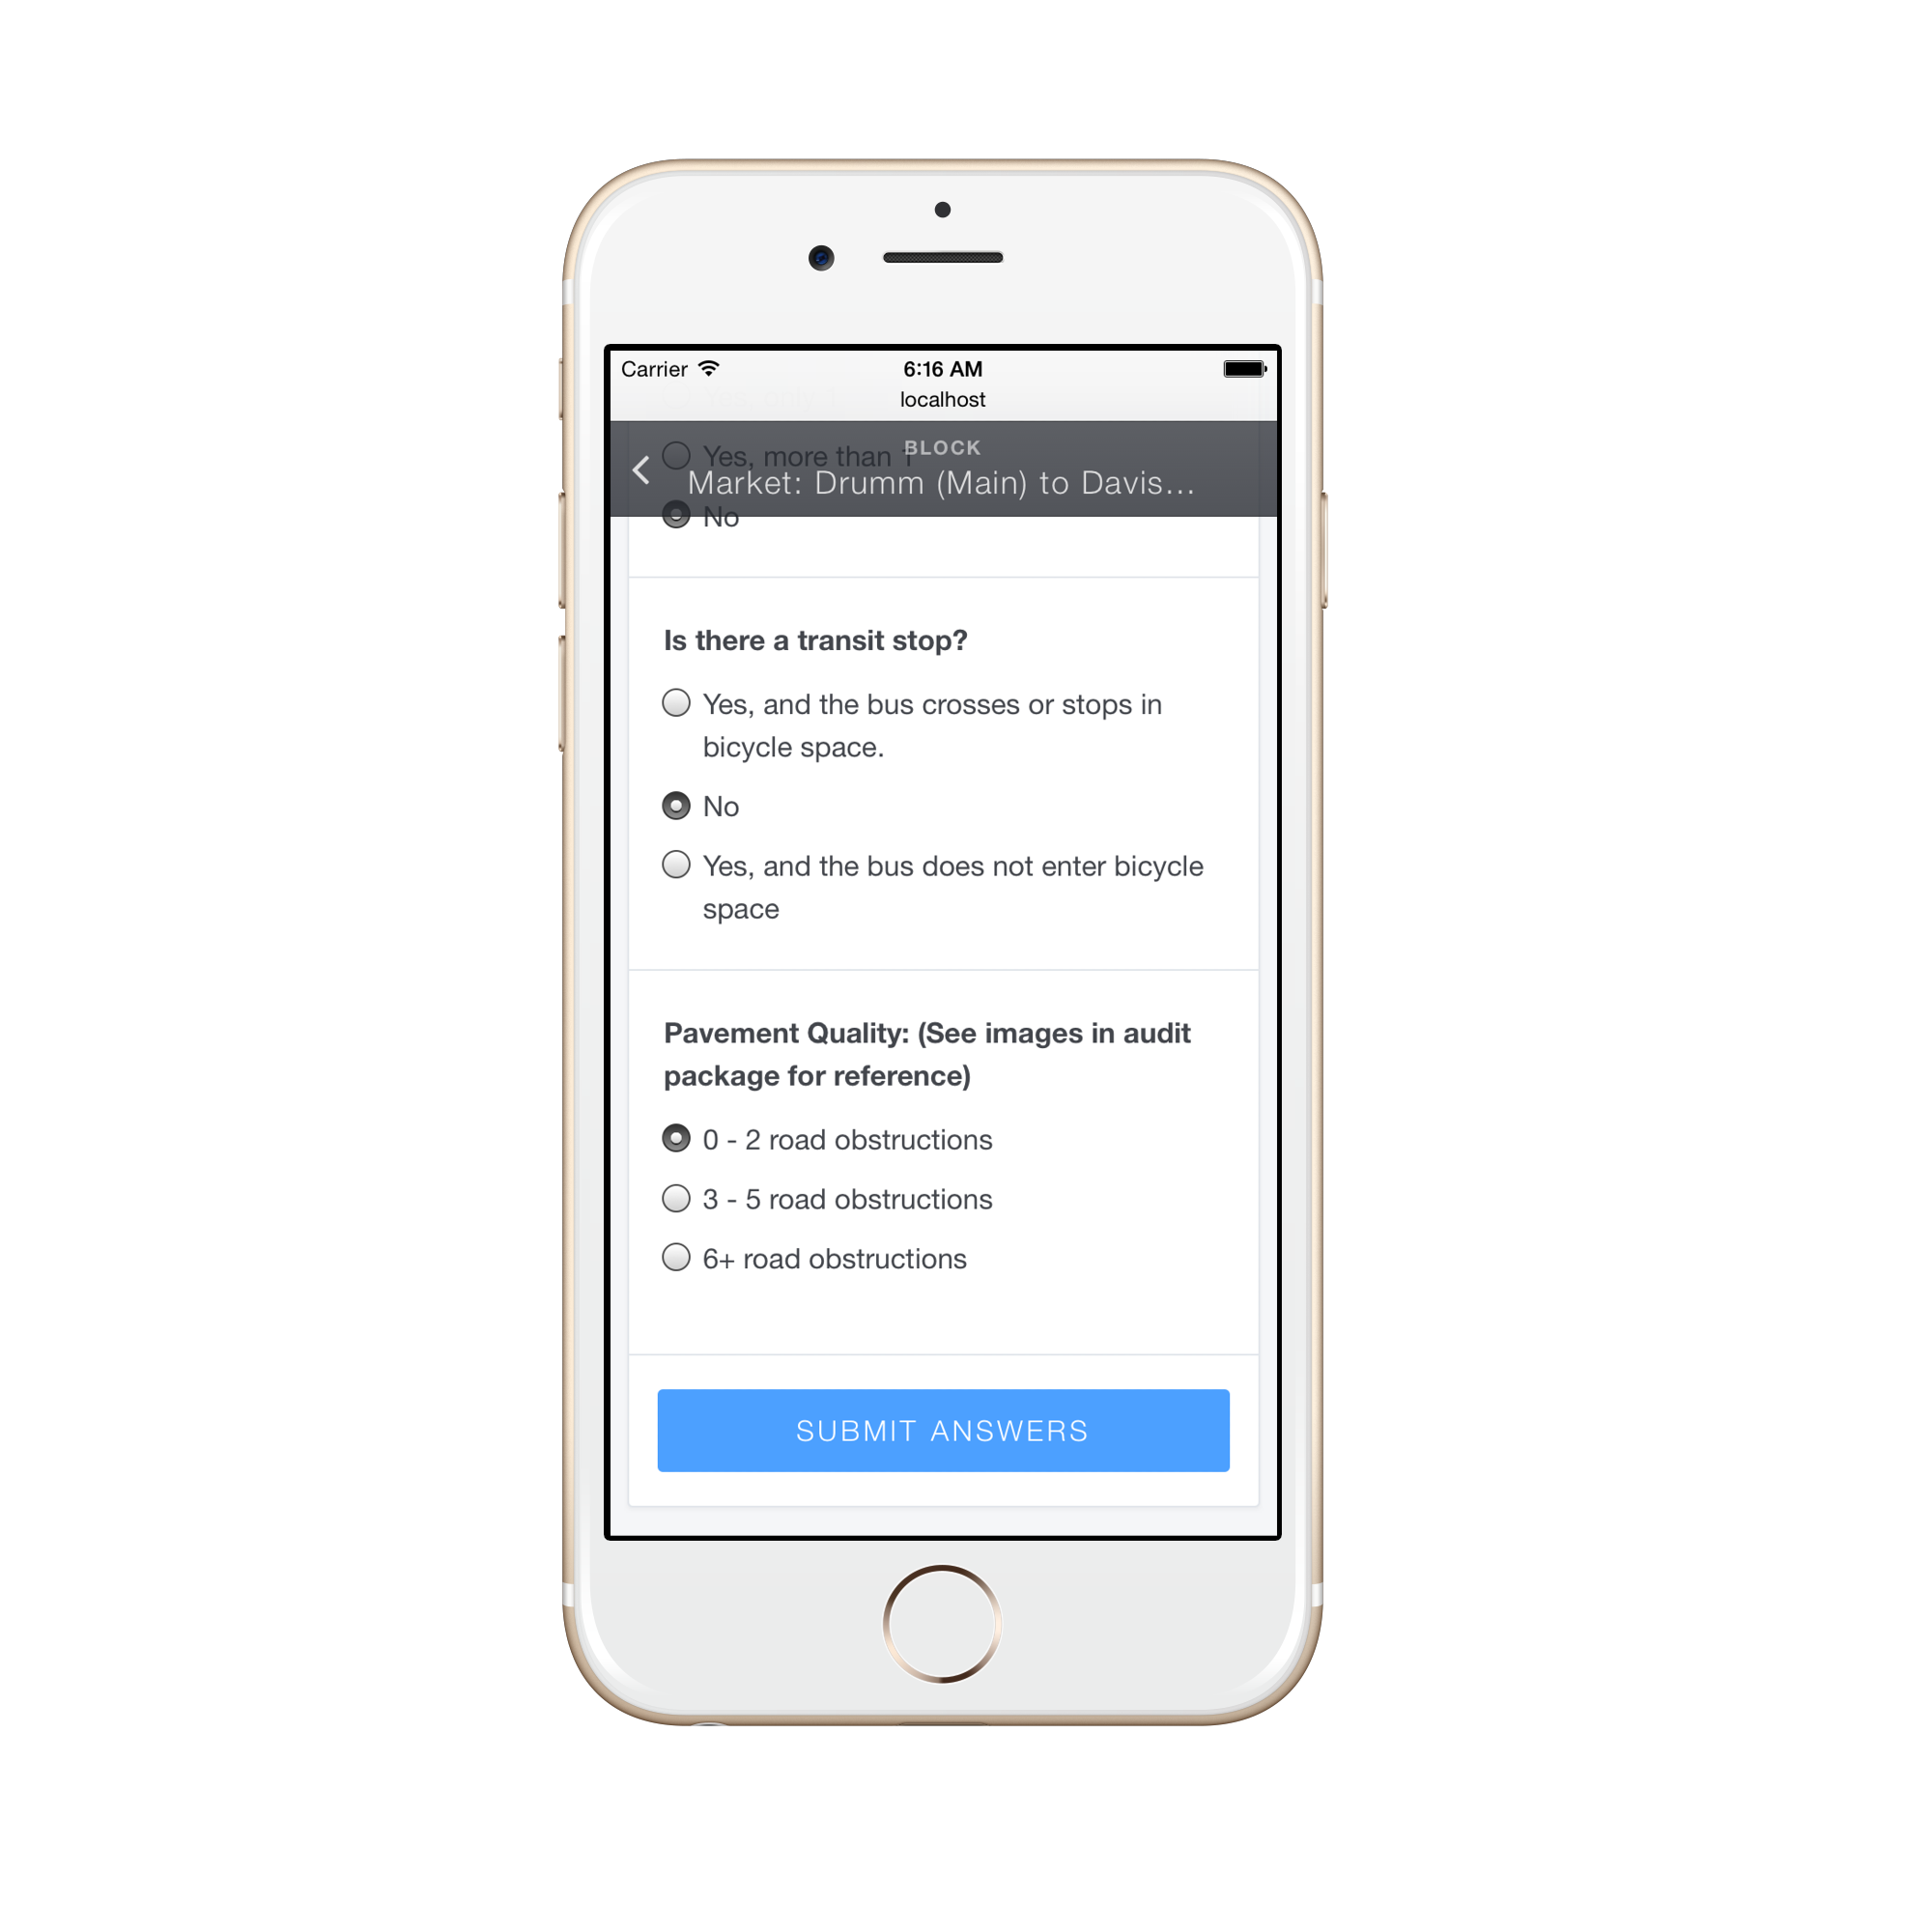 Carrier 6:16 AM
localhost
BLOCK
Yes, more than 1
Market: Drumm (Main) to Davis...
No
Is there a transit stop?
Yes, and the bus crosses or stops in
bicycle space.
No
Yes, and the bus does not enter bicycle
space
Pavement Quality: (See images in audit
package for reference)
0 - 2 road obstructions
3 - 5 road obstructions
6+ road obstructions
SUBMIT ANSWERS